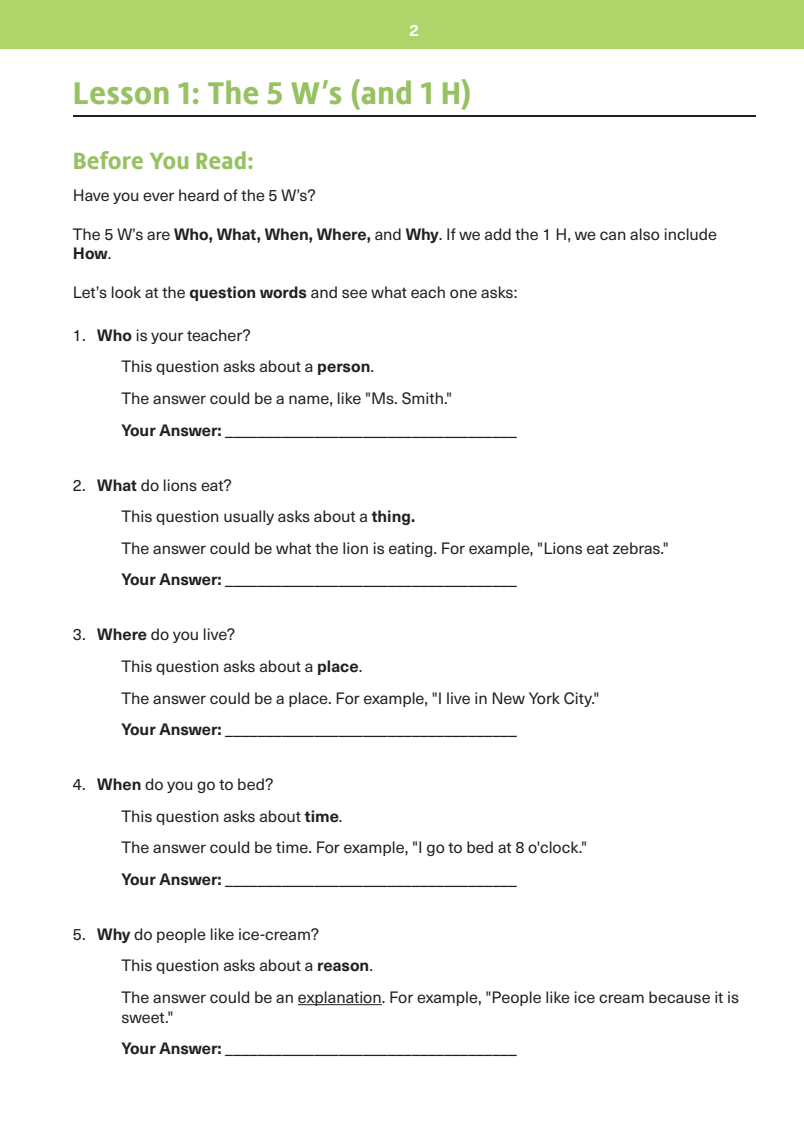 2
Lesson 1: The 5 W’s (and 1 H)
Before You Read:
Have you ever heard of the 5 W’s?
The 5 W’s are Who, What, When, Where, and Why. If we add the 1 H, we can also include
How.
Let’s look at the question words and see what each one asks:
1. Who is your teacher?
This question asks about a person.
The answer could be a name, like "Ms. Smith."
Your Answer: ___________________________________
2. What do lions eat?
This question usually asks about a thing.
The answer could be what the lion is eating. For example, "Lions eat zebras."
Your Answer: ___________________________________
3. Where do you live?
This question asks about a place.
The answer could be a place. For example, "I live in New York City."
Your Answer: ___________________________________
4. When do you go to bed?
This question asks about time.
The answer could be time. For example, "I go to bed at 8 o'clock."
Your Answer: ___________________________________
5. Why do people like ice-cream?
This question asks about a reason.
The answer could be an explanation. For example, "People like ice cream because it is
sweet."
Your Answer: ___________________________________